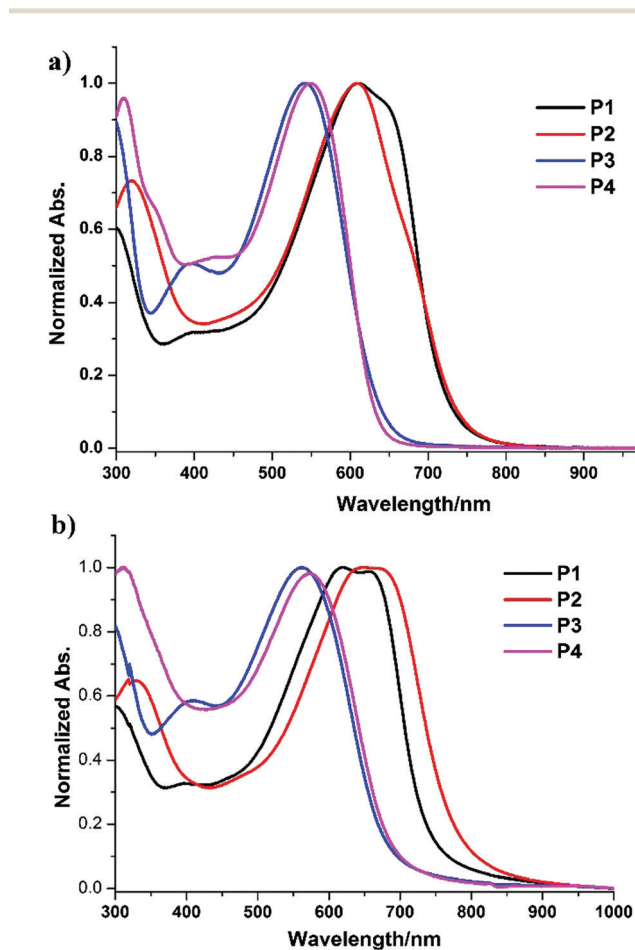 a)
Normalized Abs.
1.0
0.8
0.6
0.4
0.2
0.0
P1
P2
P3
P4
300 400 500 600 700 800 900
Wavelength/nm
b)
Normalized Abs.
1.0
0.8
0.6
0.4
0.2
0.0
P1
P2
P3
P4
300 400 500 600 700 800 900 1000
Wavelength/nm